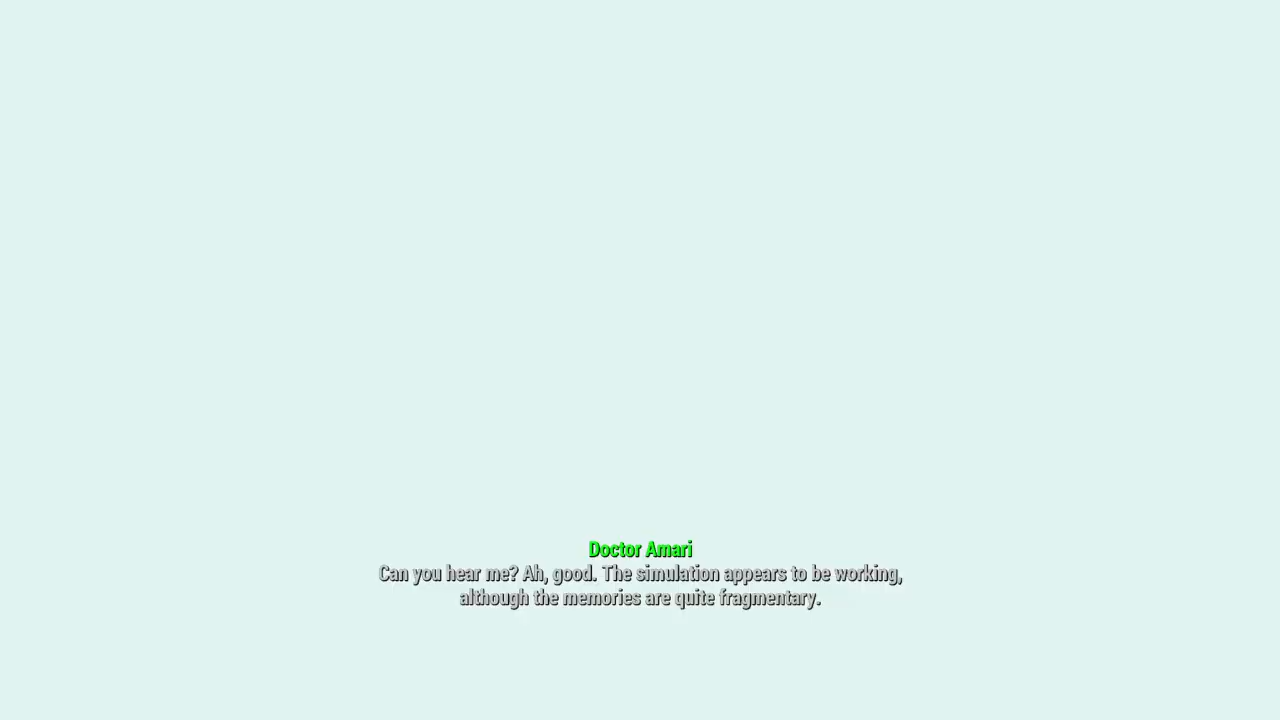 Doctor Amari
Can you hear me? Ah, good. The simulation appears to be working,
although the memories are quite fragmentary.